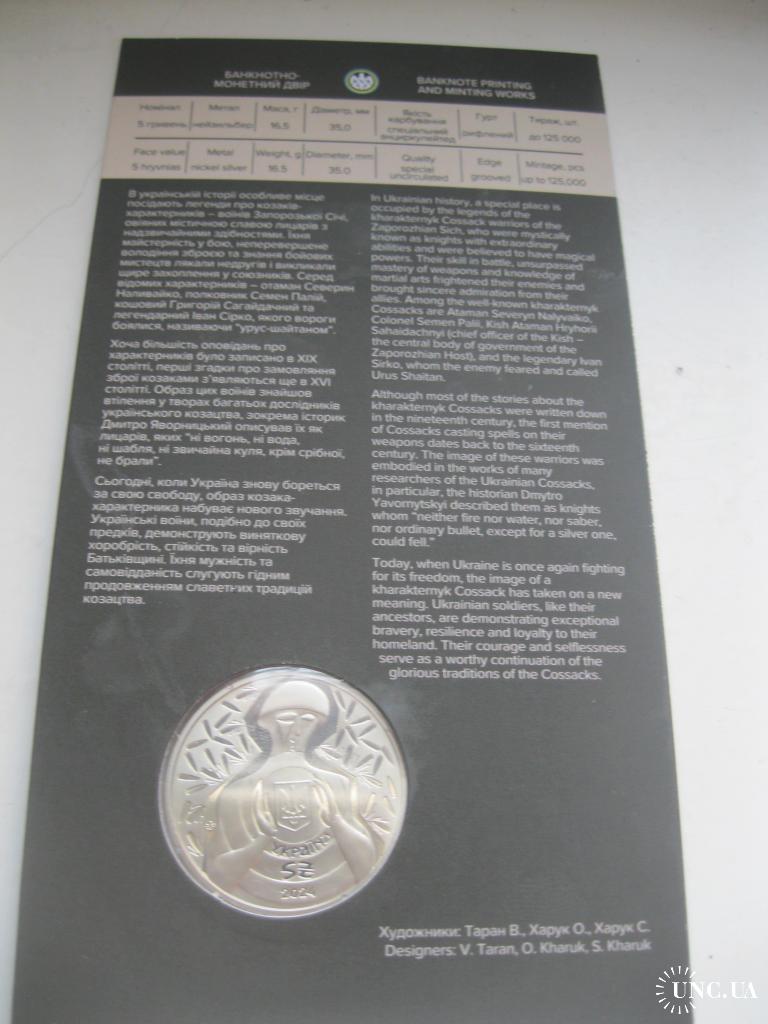 БАНКНОТНО-
МОНЕТНИЙ ДВІР
BANKNOTE PRINTING
AND MINTING WORKS
Номінал Метал Маса, г Діаметр, мм Якість карбування Гурт Тираж, шт.
5 гривень нейзильбер 16,5 35,0 спеціальний анциркулейтед рифлений до 125 000
Face value Metal Weight, g Diameter, mm Quality Edge Mintage, pcs
5 hryvnias nickel silver 16.5 35.0 special uncirculated grooved up to 125,000
В українській історії особливе місце
посідають легенди про козаків-
характерників – воїнів Запорозької Січі,
овіяних містичною славою лицарів з
надзвичайними здібностями. Їхня
майстерність у бою, неперевершене
володіння зброєю та знання бойових
мистецтв лякали недругів і викликали
щире захоплення у союзників. Серед
відомих характерників – отаман Северин
Наливайко, полковник Семен Палій,
кошовий Григорій Сагайдачний та
легендарний Іван Сірко, якого вороги
боялися, називаючи "урус-шайтаном".
Хоча більшість оповідань про
характерників було записано в XIX
столітті, перші згадки про замовляння
зброї козаками з'являються ще в XVI
столітті. Образ цих воїнів знайшов
втілення у творах багатьох дослідників
українського козацтва, зокрема історик
Дмитро Яворницький описував їх як
лицарів, яких "ні вогонь, ні вода,
ні шабля, ні звичайна куля, крім срібної,
не брали".
Сьогодні, коли Україна знову бореться
за свою свободу, образ козака-
характерника набуває нового звучання.
Українські воїни, подібно до своїх
предків, демонструють виняткову
хоробрість, стійкість та вірність
Батьківщині. Їхня мужність та
самовідданість слугують гідним
продовженням славетних традицій
козацтва.
In Ukrainian history, a special place is
occupied by the legends of the
kharakternyk Cossack warriors of the
Zaporozhian Sich, who were mystically
known as knights with extraordinary
abilities and were believed to have magical
powers. Their skill in battle, unsurpassed
mastery of weapons and knowledge of
martial arts frightened their enemies and
brought sincere admiration from their
allies. Among the well-known kharakternyk
Cossacks are Ataman Severyn Nalyvaiko,
Colonel Semen Palii, Kish Ataman Hryhorii
Sahaidachnyi (chief officer of the Kish –
the central body of government of the
Zaporozhian Host), and the legendary Ivan
Sirko, whom the enemy feared and called
Urus Shaitan.
Although most of the stories about the
kharakternyk Cossacks were written down
in the nineteenth century, the first mention
of Cossacks casting spells on their
weapons dates back to the sixteenth
century. The image of these warriors was
embodied in the works of many
researchers of the Ukrainian Cossacks,
in particular, the historian Dmytro
Yavornytskyi described them as knights
whom "neither fire nor water, nor saber,
nor ordinary bullet, except for a silver one,
could fell."
Today, when Ukraine is once again fighting
for its freedom, the image of a
kharakternyk Cossack has taken on a new
meaning. Ukrainian soldiers, like their
ancestors, are demonstrating exceptional
bravery, resilience and loyalty to their
homeland. Their courage and selflessness
serve as a worthy continuation of the
glorious traditions of the Cossacks.
УКРАЇНА
5₴
2024
Художники: Таран В., Харук О., Харук С.
Designers: V. Taran, O. Kharuk, S. Kharuk
UNC.UA